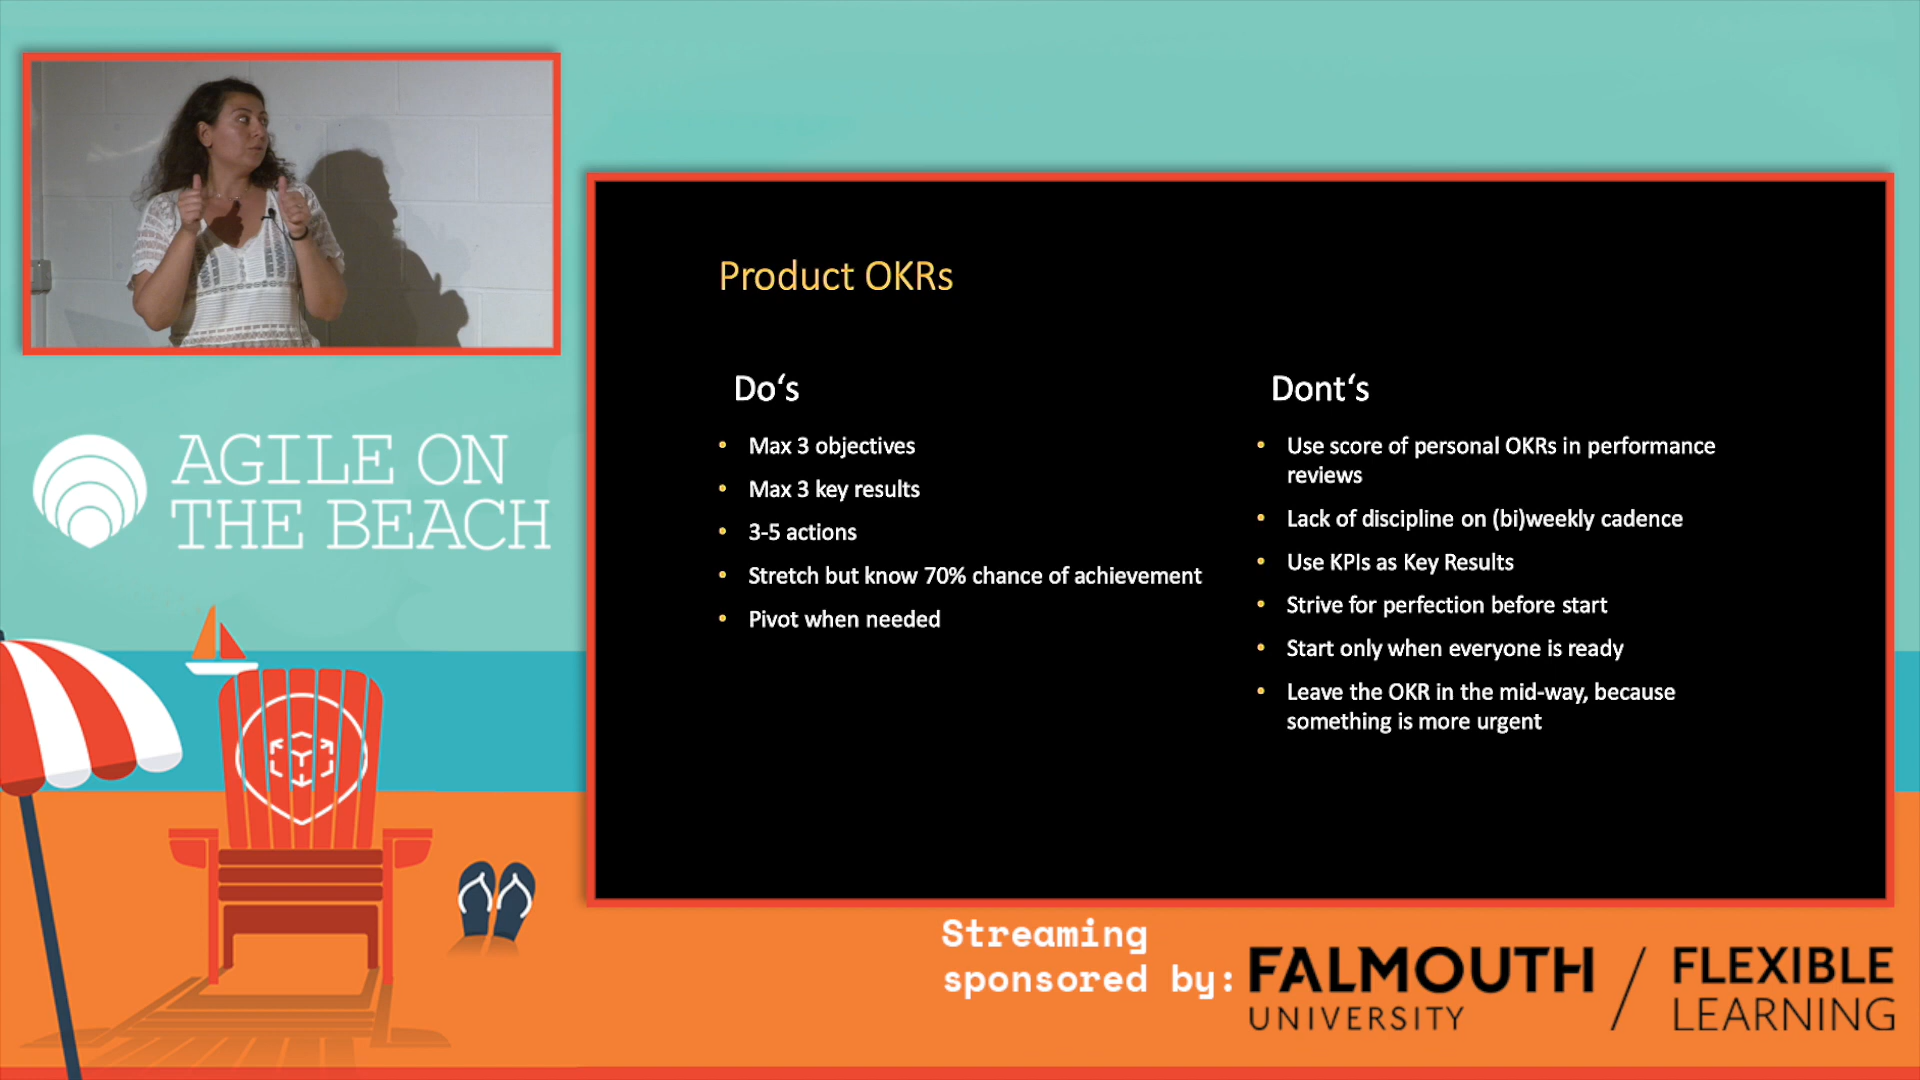 AGILE ON
THE BEACH
Product OKRs
Do‘s
• Max 3 objectives
• Max 3 key results
• 3-5 actions
• Stretch but know 70% chance of achievement
• Pivot when needed
Dont‘s
• Use score of personal OKRs in performance
reviews
• Lack of discipline on (bi)weekly cadence
• Use KPIs as Key Results
• Strive for perfection before start
• Start only when everyone is ready
• Leave the OKR in the mid-way, because
something is more urgent
Streaming
sponsored by:
FALMOUTH
UNIVERSITY
FLEXIBLE
LEARNING